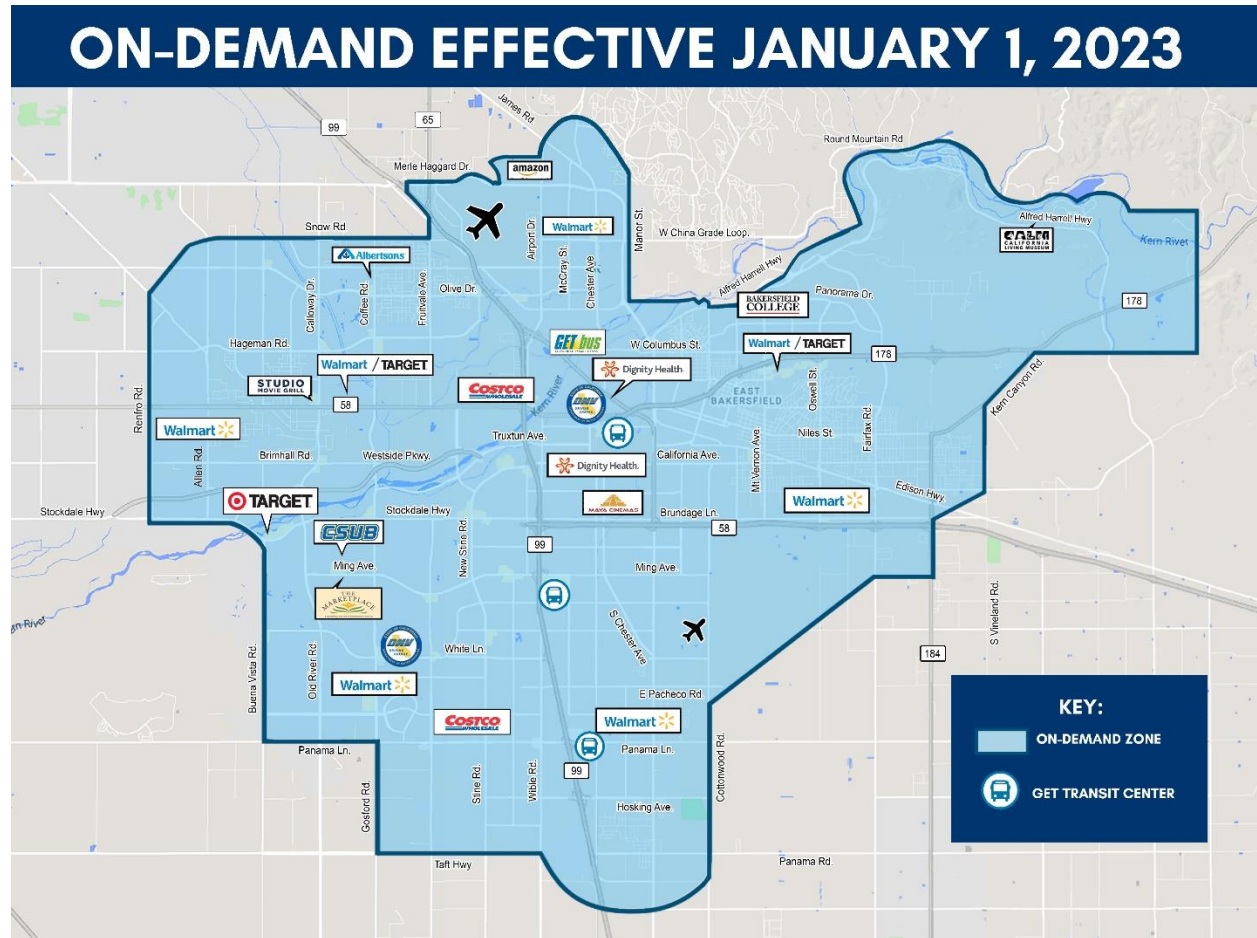 ON-DEMAND EFFECTIVE JANUARY 1, 2023
James Rd
65
99
Round Mountain Rd
Merle Haggard Dr.
amazon
Alfred Harrell Hwy
Snow Rd.
Airport Dr.
Walmart
McCray St.
Chester Ave
Manor St.
W China Grade Loop.
CALM
CALIFORNIA
LIVING MUSEUM
Kern River
Albertsons
Calloway Dr.
Coffee Rd
Fruitvale Ave.
Olive Dr.
Alfred Harrell Hwy
Panorama Dr.
BAKERSFIELD
COLLEGE
178
Hageman Rd.
GET bus
W Columbus St.
Walmart / TARGET
178
Walmart / TARGET
Dignity Health.
STUDIO
MOVIE GRILL
COSTCO
WHOLESALE
Kern River
DMV
EAST
BAKERSFIELD
Oswell St.
Kern Canyon Rd.
58
Renfro Rd.
Walmart
Truxtun Ave.
Niles St.
Fairfax Rd.
Allen Rd.
Brimhall Rd.
Westside Pkwy.
California Ave.
Mt Vernon Ave.
Dignity Health.
Edison Hwy.
TARGET
MAYA CINEMAS
Walmart
Stockdale Hwy
Stockdale Hwy
Brundage Ln.
58
CSUB
New Stine Rd.
99
Ming Ave.
Ming Ave.
THE
MARKETPLACE
S Chester Ave.
S Vineland Rd.
rn River
DMV
White Ln.
184
Buena Vista Rd.
Old River Rd.
Walmart
E Pacheco Rd.
COSTCO
WHOLESALE
Walmart
KEY:
ON-DEMAND ZONE
GET TRANSIT CENTER
Panama Ln.
Panama Ln.
99
Gosford Rd.
Stine Rd.
Wible Rd.
Cottonwood Rd.
Hosking Ave.
Taft Hwy
Panama Rd.